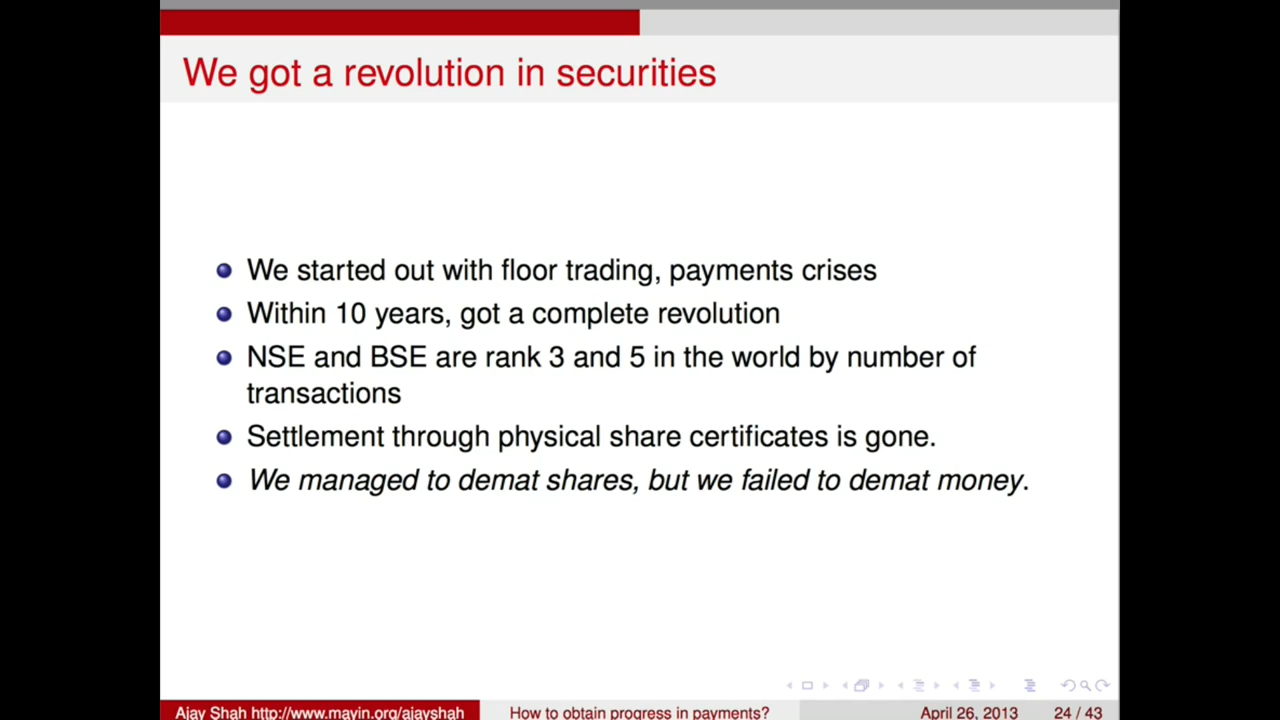 We got a revolution in securities
We started out with floor trading, payments crises
Within 10 years, got a complete revolution
NSE and BSE are rank 3 and 5 in the world by number of
transactions
Settlement through physical share certificates is gone.
We managed to demat shares, but we failed to demat money.
Ajay Shah http://www.mayin.org/ajayshah How to obtain progress in payments? April 26, 2013 24 / 43